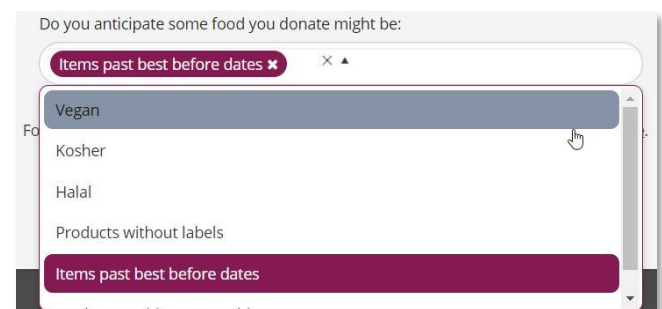 Do you anticipate some food you donate might be:
Items past best before dates ✖ × ▲
Vegan
Fo
Kosher
Halal
Products without labels
Items past best before dates